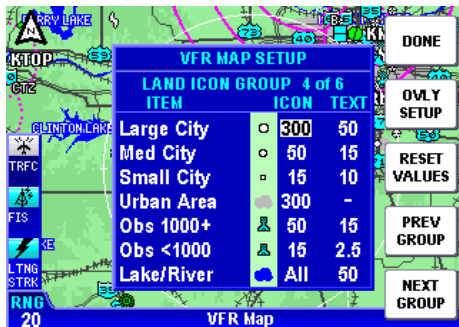 PERRY LAKE
KTOP
CTZ
CLINTON LAKE
TRFC
FIS
LTNG
STRK
RNG
20
VFR MAP SETUP
LAND ICON GROUP 4 of 6
ITEM ICON TEXT
Large City 300 50
Med City 50 15
Small City 15 10
Urban Area 300 -
Obs 1000+ 50 15
Obs <1000 15 2.5
Lake/River All 50
VFR Map
DONE
OVLY
SETUP
RESET
VALUES
PREV
GROUP
NEXT
GROUP